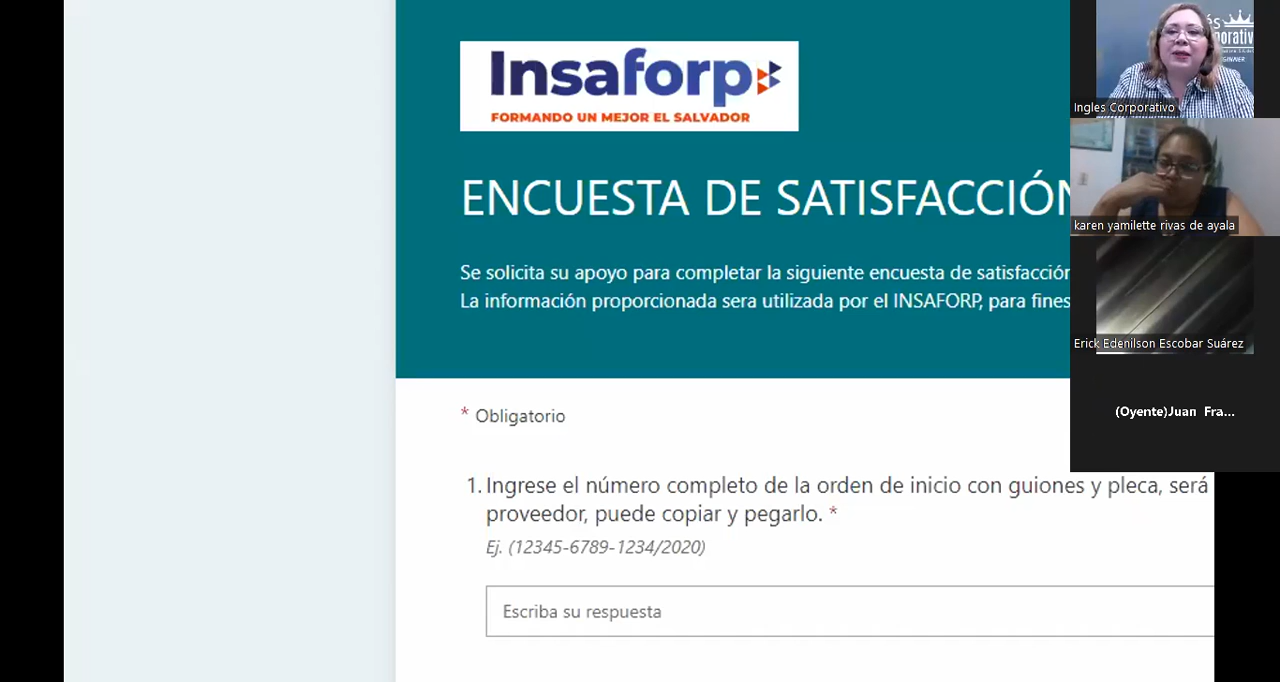 Insaforp
FORMANDO UN MEJOR EL SALVADOR
ENCUESTA DE SATISFACCIÓN
Se solicita su apoyo para completar la siguiente encuesta de satisfacción
La información proporcionada sera utilizada por el INSAFORP, para fines
* Obligatorio
1. Ingrese el número completo de la orden de inicio con guiones y pleca, será
proveedor, puede copiar y pegarlo. *
Ej. (12345-6789-1234/2020)
Escriba su respuesta
Ingles Corporativo
karen yamilette rivas de ayala
Erick Edenilson Escobar Suárez
(Oyente)Juan Fra...